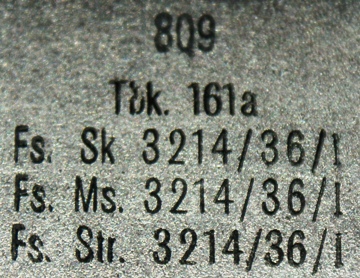 809
Tbk. 161a
Fs. Sk 3214/36/I
Fs. Ms. 3214/36/I
Fs. Str. 3214/36/I